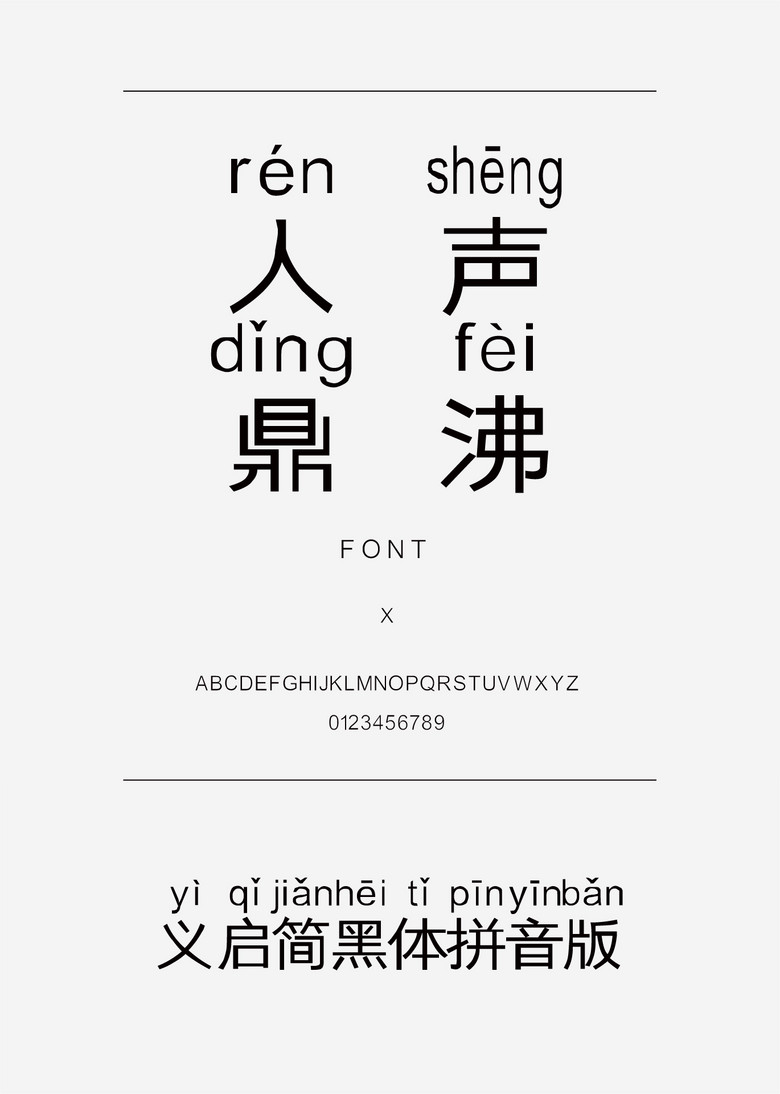 rén shēng
人 声
dǐng fèi
鼎 沸
FONT
X
ABCDEFGHIJKLMNOPQRSTUVWXYZ
0123456789
yì qǐ jiǎnhēi tǐ pīnyīnbǎn
义启简黑体拼音版